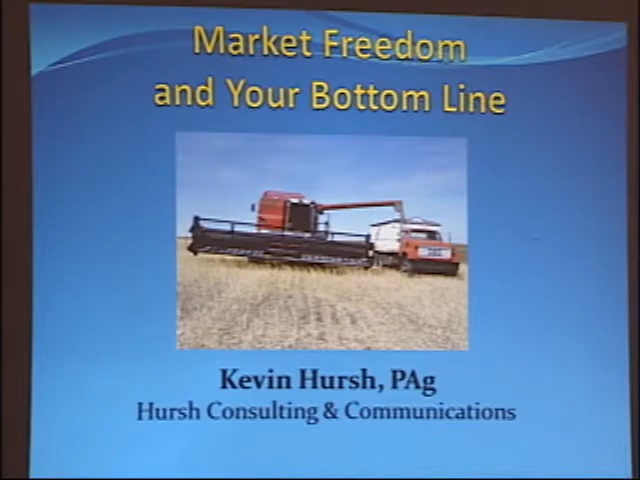 Market Freedom
and Your Bottom Line
Kevin Hursh, PAg
Hursh Consulting & Communications